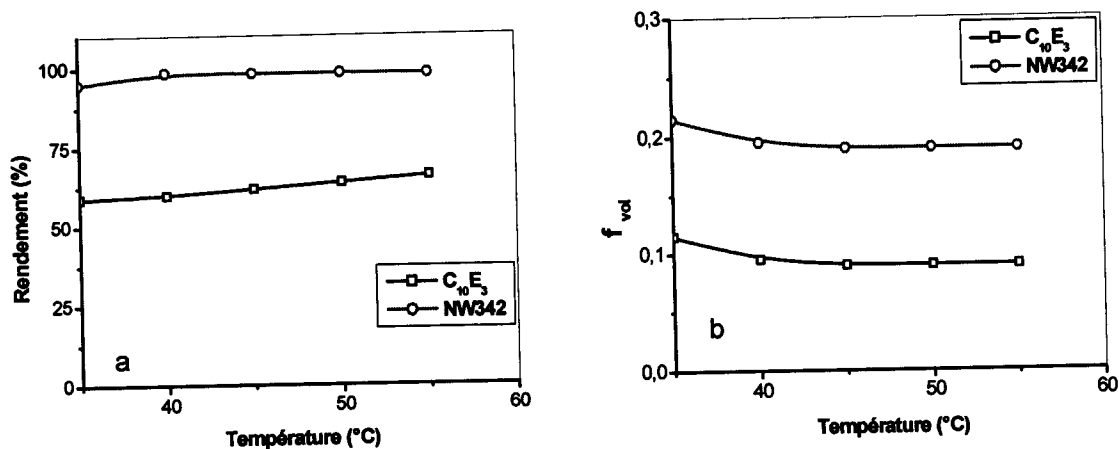 Rendement (%)
100
75
50
25
0
40
50
60
Température (°C)
C₁₀E₃
NW342
a
f vol
0,3
0,2
0,1
0,0
40
50
60
Température (°C)
C₁₀E₃
NW342
b